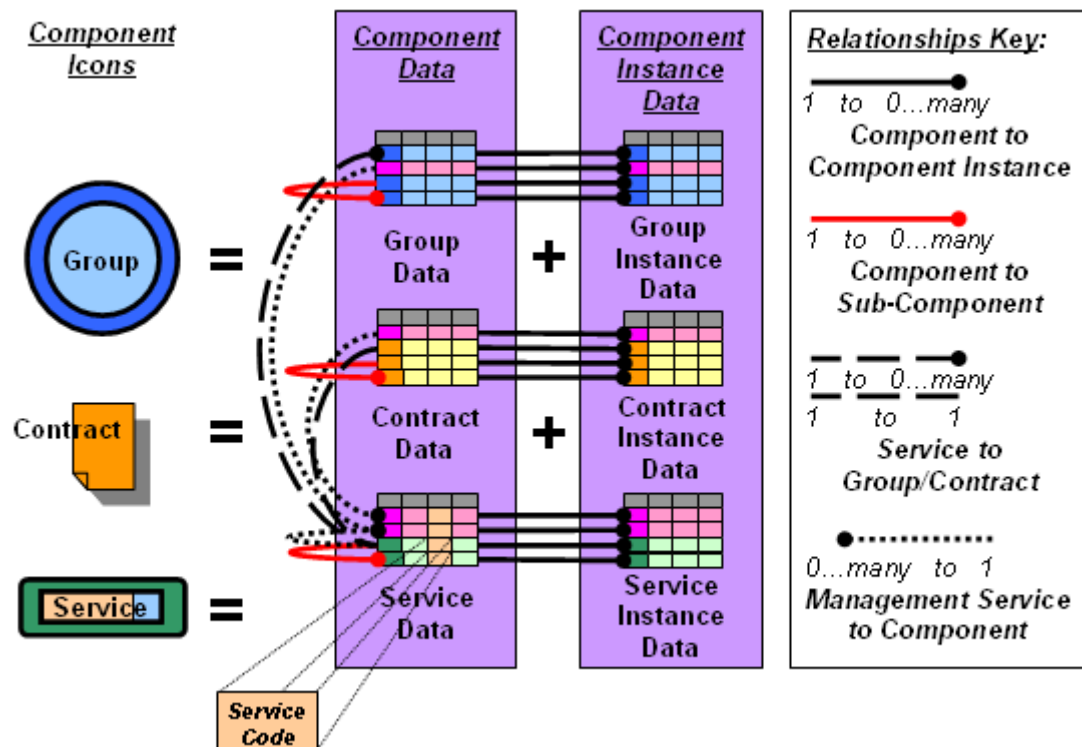 Component
Icons
Component
Data
Component
Instance
Data
Relationships Key:
1 to 0...many
Component to
Component Instance
1 to 0...many
Component to
Sub-Component
1 to 0...many
1 to 1
Service to
Group/Contract
0...many to 1
Management Service
to Component
Group
=
Group
Data
+
Group
Instance
Data
Contract
=
Contract
Data
+
Contract
Instance
Data
Service
=
Service
Data
Service
Instance
Data
Service
Code